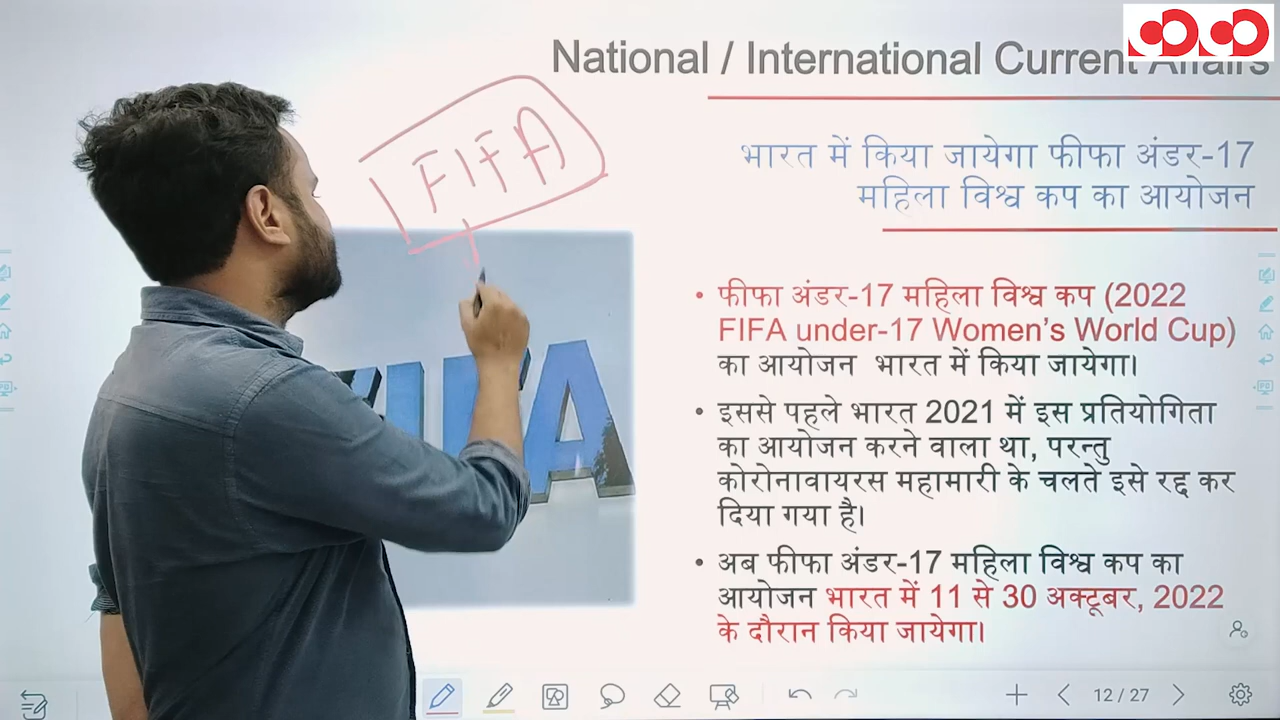 National / International Current Affairs
FIFA
भारत में किया जायेगा फीफा अंडर-17
महिला विश्व कप का आयोजन
• फीफा अंडर-17 महिला विश्व कप (2022
FIFA under-17 Women's World Cup)
का आयोजन भारत में किया जायेगा।
• इससे पहले भारत 2021 में इस प्रतियोगिता
का आयोजन करने वाला था, परन्तु
कोरोनावायरस महामारी के चलते इसे रद्द कर
दिया गया है।
• अब फीफा अंडर-17 महिला विश्व कप का
आयोजन भारत में 11 से 30 अक्टूबर, 2022
के दौरान किया जायेगा।
12 / 27